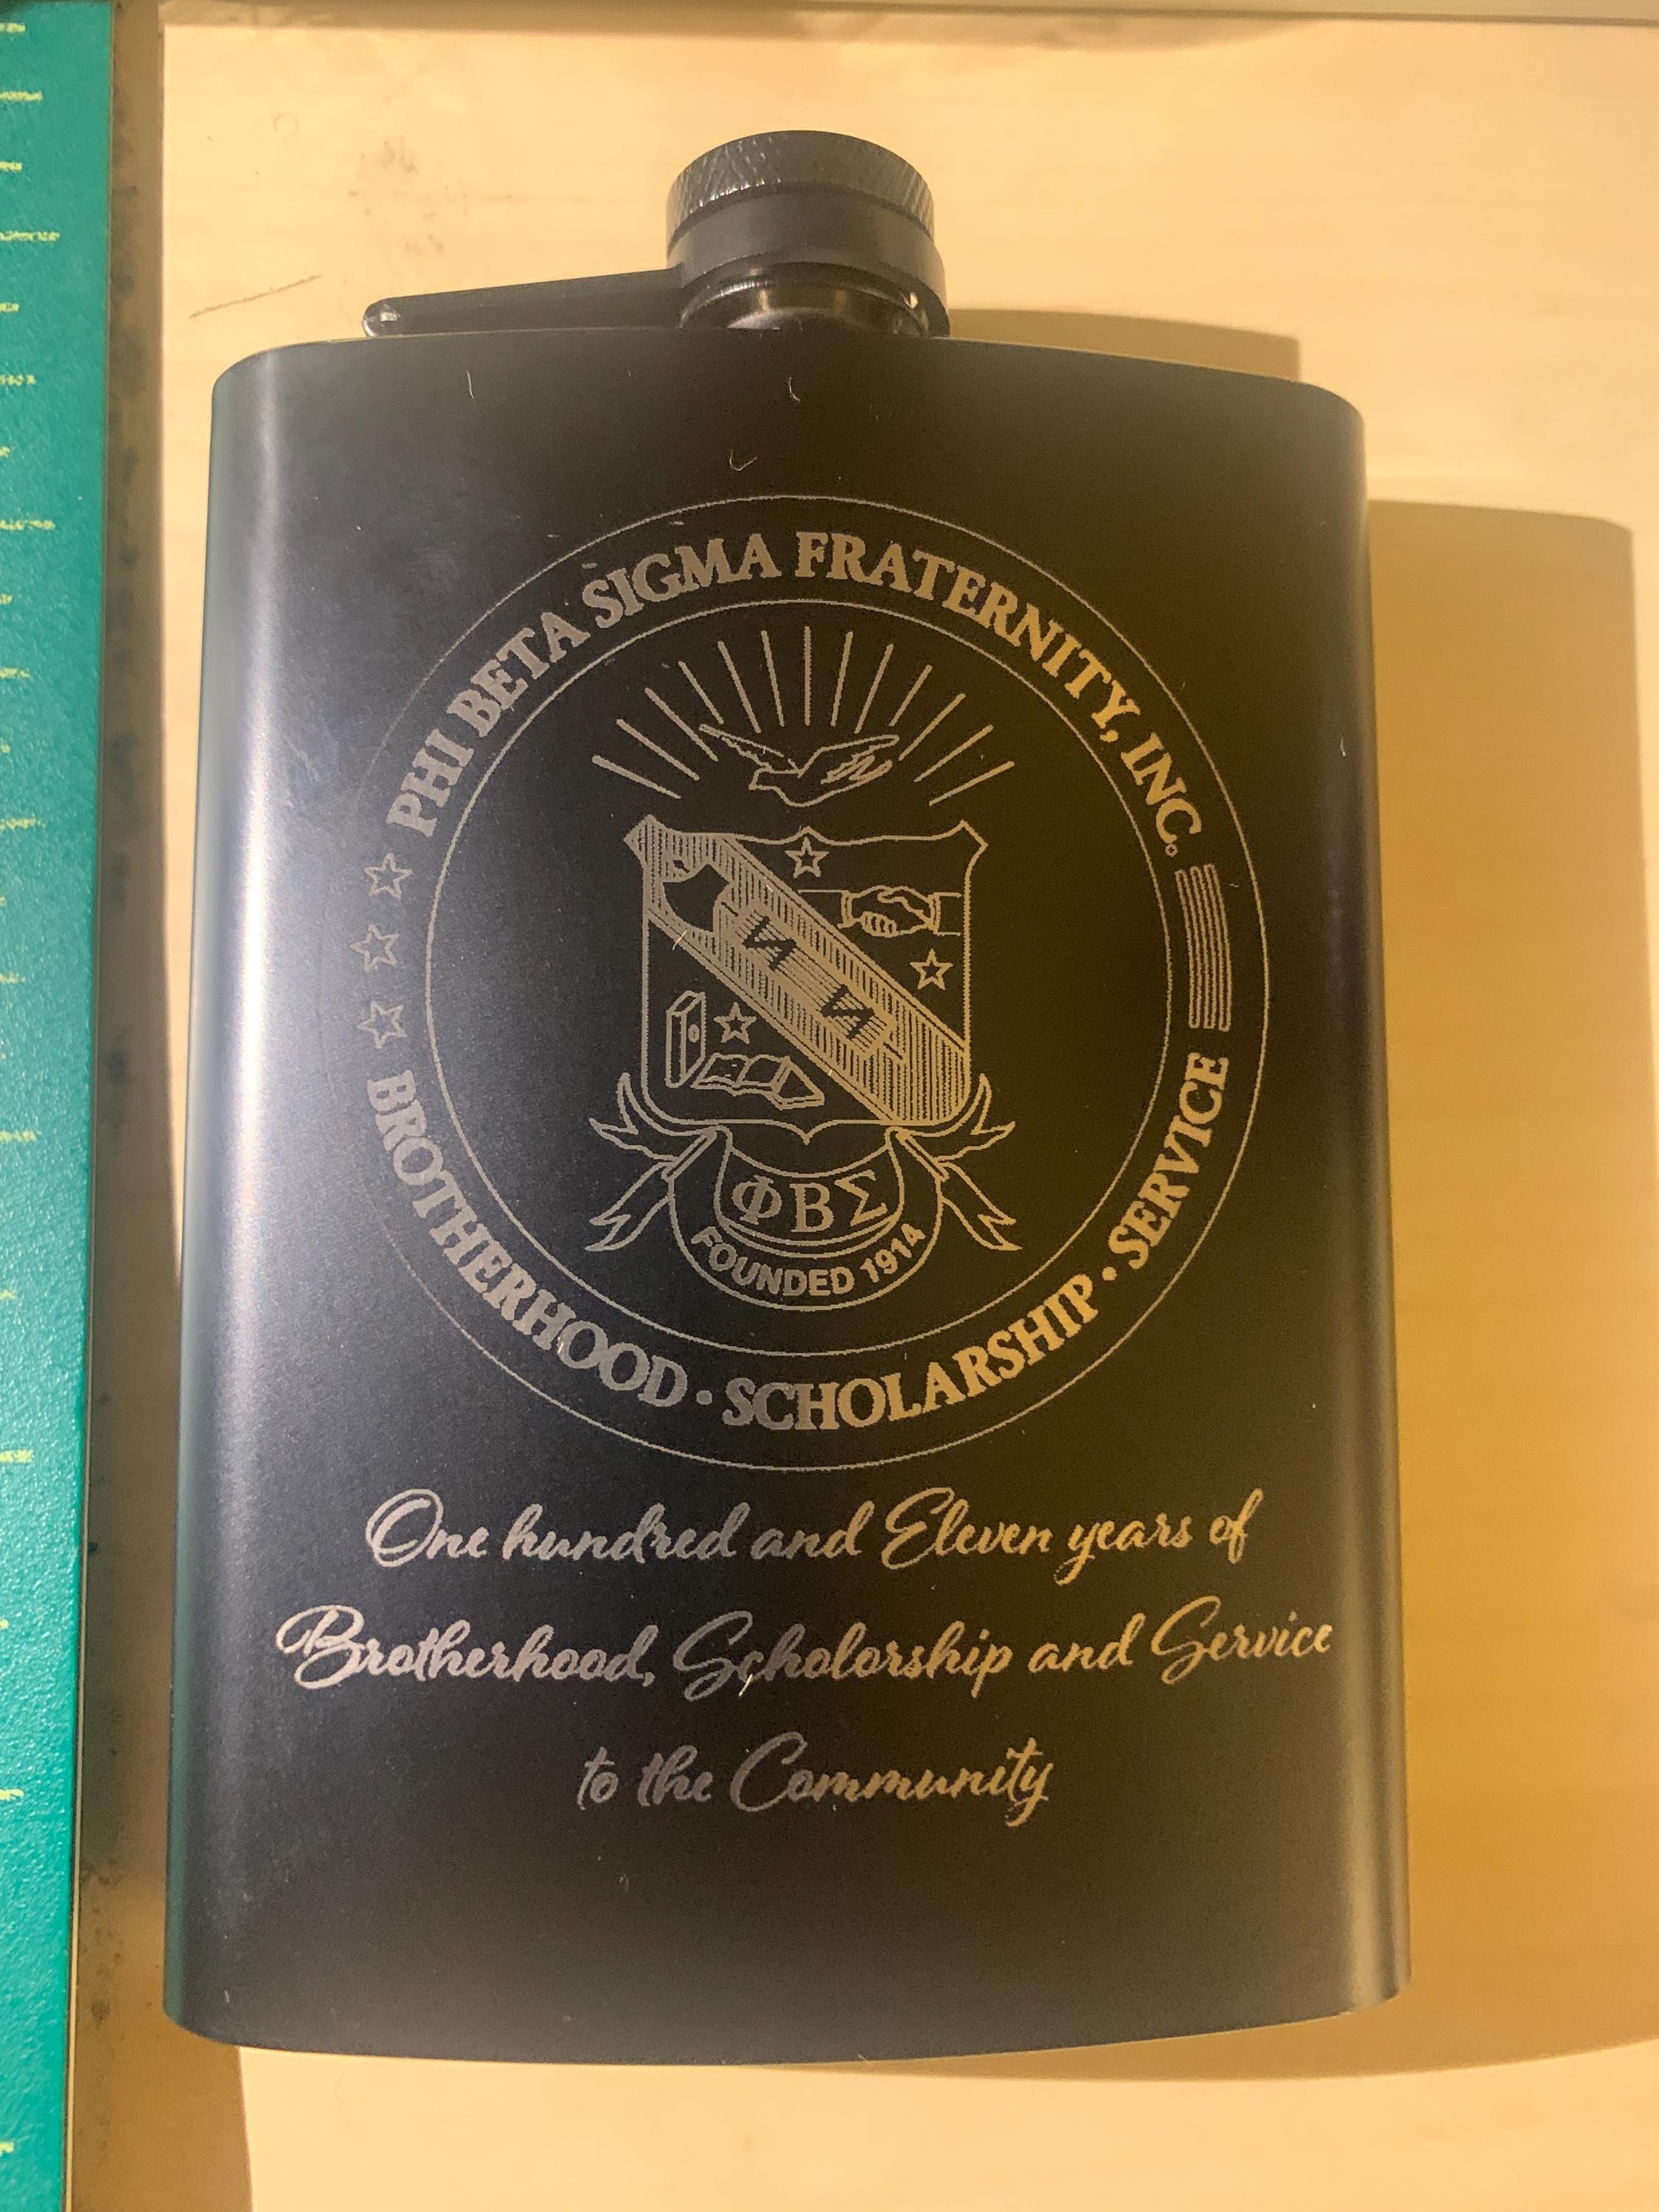 PHI BETA SIGMA FRATERNITY, INC.
ΦΒΣ
FOUNDED 1914
BROTHERHOOD · SCHOLARSHIP · SERVICE
One hundred and Eleven years of
Brotherhood, Scholorship and Service
to the Community